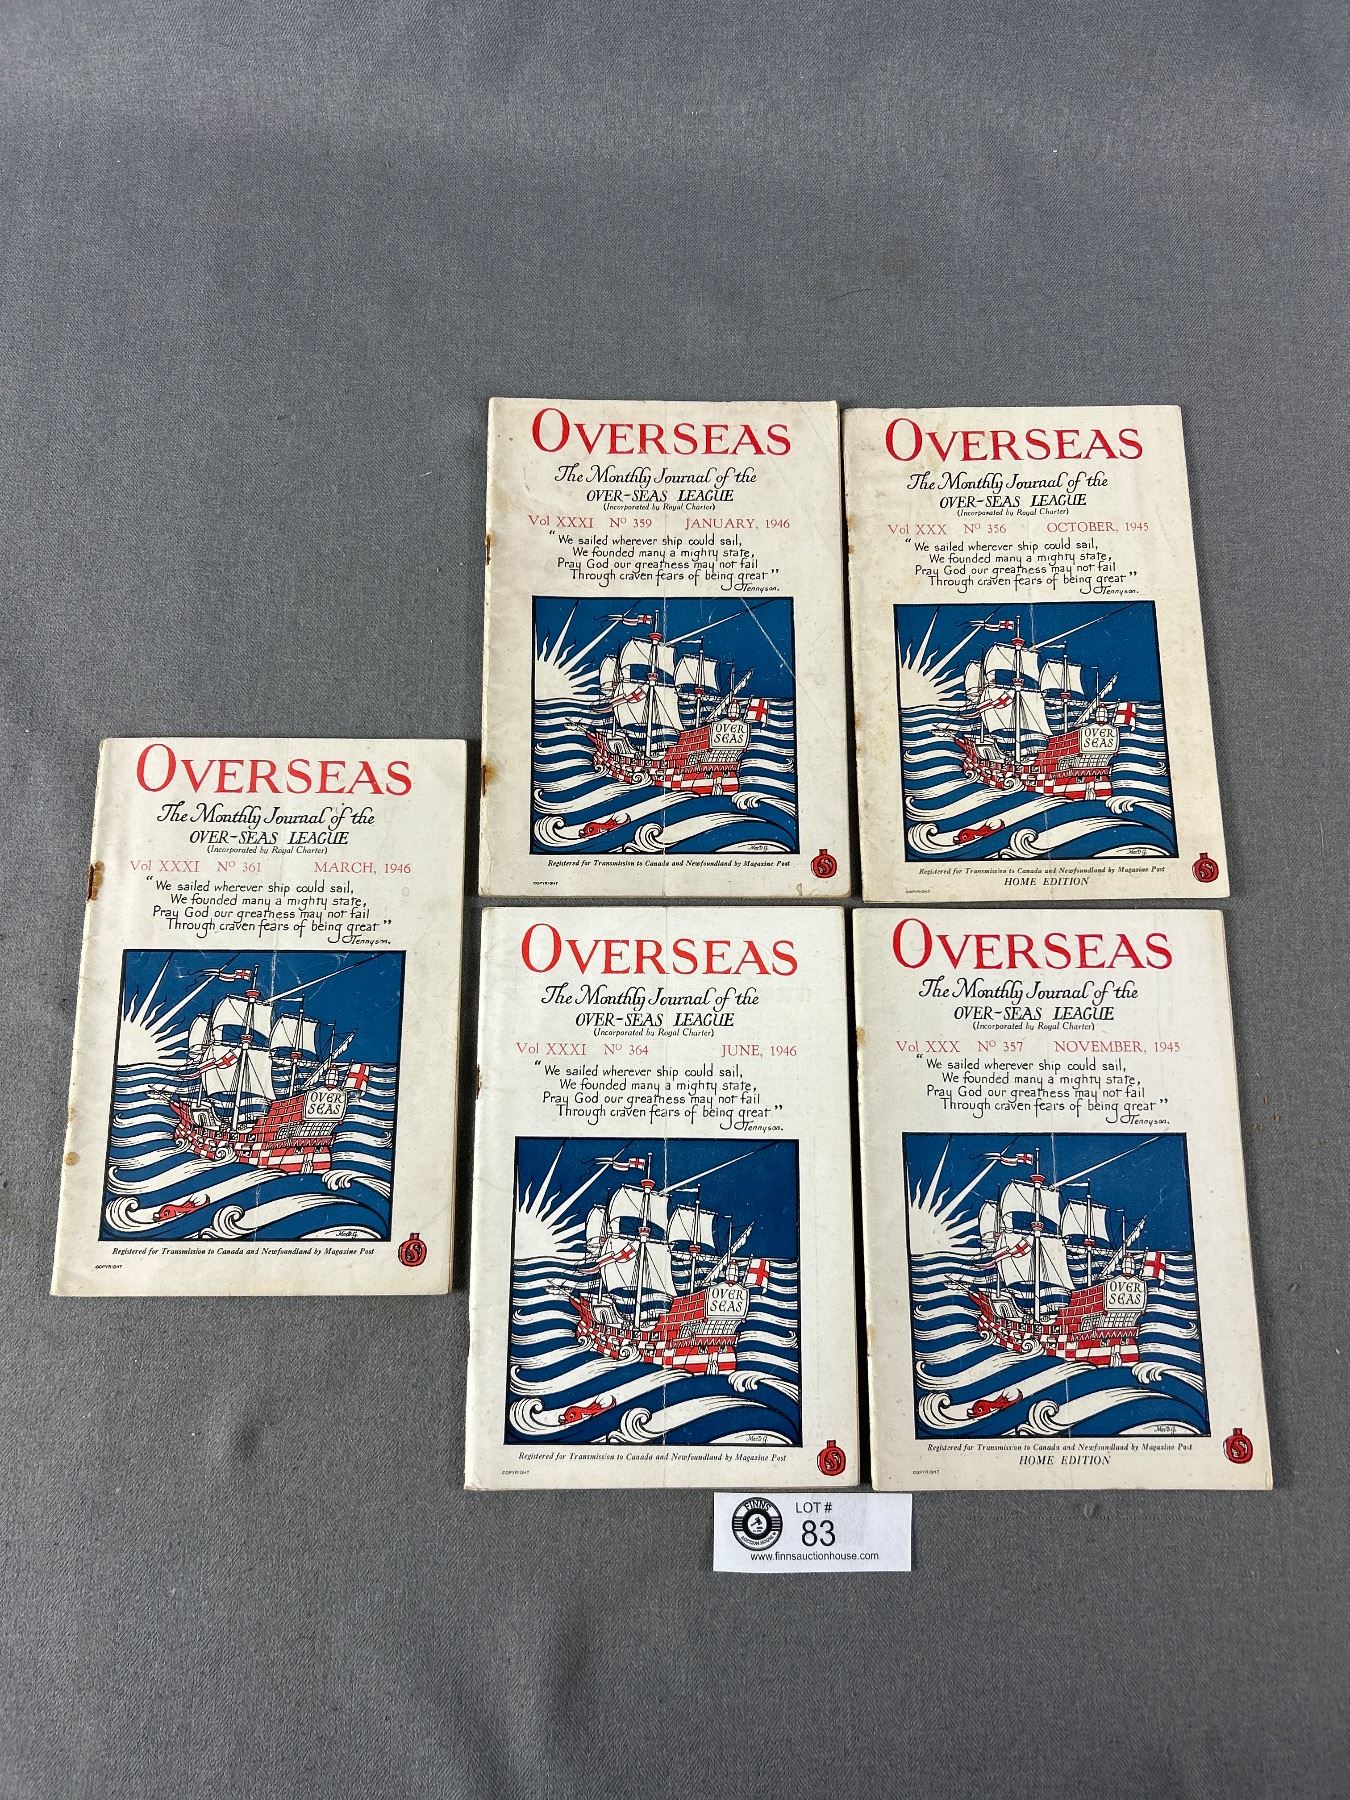 OVERSEAS
The Monthly Journal of the
OVER-SEAS LEAGUE
(Incorporated by Royal Charter)
Vol XXXI Nº 359 JANUARY, 1946
"We sailed wherever ship could sail,
We founded many a mighty state,
Pray God our greatness may not fail
Through craven fears of being great"
Tennyson.
OVER
SEAS
Registered for Transmission to Canada and Newfoundland by Magazine Post
COPYRIGHT
OVERSEAS
The Monthly Journal of the
OVER-SEAS LEAGUE
(Incorporated by Royal Charter)
Vol XXX Nº 356 OCTOBER, 1945
"We sailed wherever ship could sail,
We founded many a mighty state,
Pray God our greatness may not fail
Through craven fears of being great"
Tennyson.
OVER
SEAS
Registered for Transmission to Canada and Newfoundland by Magazine Post
HOME EDITION
COPYRIGHT
OVERSEAS
The Monthly Journal of the
OVER-SEAS LEAGUE
(Incorporated by Royal Charter)
Vol XXXI Nº 361 MARCH, 1946
"We sailed wherever ship could sail,
We founded many a mighty state,
Pray God our greatness may not fail
Through craven fears of being great"
Tennyson.
OVER
SEAS
Registered for Transmission to Canada and Newfoundland by Magazine Post
COPYRIGHT
OVERSEAS
The Monthly Journal of the
OVER-SEAS LEAGUE
(Incorporated by Royal Charter)
Vol XXXI Nº 364 JUNE, 1946
"We sailed wherever ship could sail,
We founded many a mighty state,
Pray God our greatness may not fail
Through craven fears of being great"
Tennyson.
OVER
SEAS
Registered for Transmission to Canada and Newfoundland by Magazine Post
COPYRIGHT
OVERSEAS
The Monthly Journal of the
OVER-SEAS LEAGUE
(Incorporated by Royal Charter)
Vol XXX Nº 357 NOVEMBER, 1945
"We sailed wherever ship could sail,
We founded many a mighty state,
Pray God our greatness may not fail
Through craven fears of being great"
Tennyson.
OVER
SEAS
Registered for Transmission to Canada and Newfoundland by Magazine Post
HOME EDITION
COPYRIGHT
FINNS
AUCTION HOUSE
LOT #
83
www.finnsauctionhouse.com